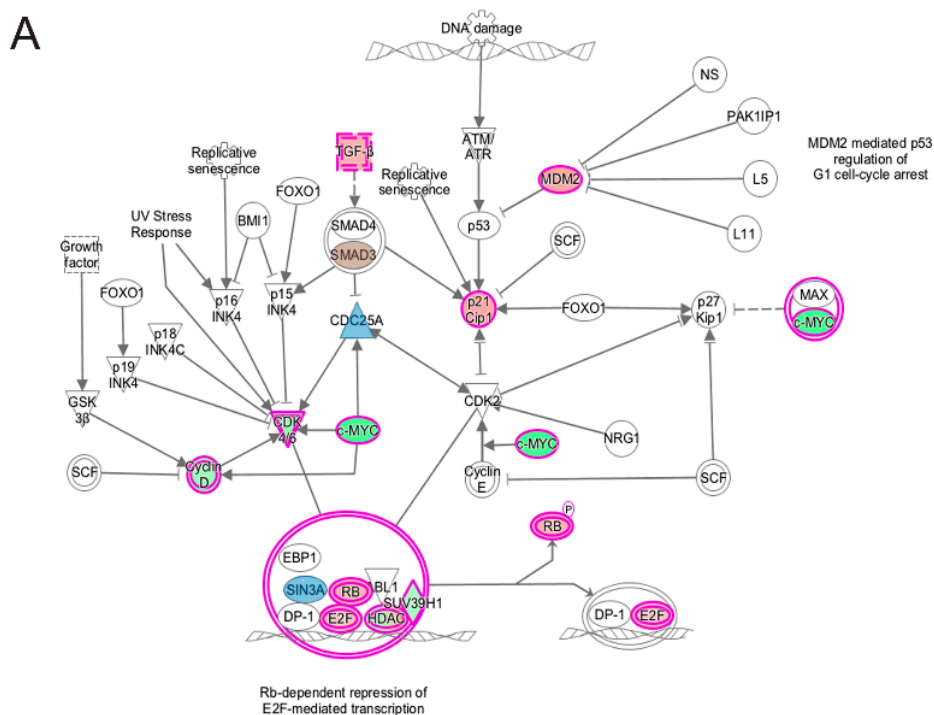 A
DNA damage
NS
PAK1IP1
ATM/
ATR
MDM2 mediated p53
regulation of
G1 cell-cycle arrest
TGF-β
Replicative
senescence
Replicative
senescence
MDM2
L5
FOXO1
BMI1
SMAD4
UV Stress
Response
p53
SCF
L11
SMAD3
Growth
factor
FOXO1
p16
INK4
p15
INK4
p21
Cip1
FOXO1
p27
Kip1
MAX
c-MYC
CDC25A
p18
INK4C
p19
INK4
GSK
3β
CDK2
CDK
4/6
c-MYC
c-MYC
NRG1
SCF
Cyclin
D
Cyclin
E
SCF
P
RB
EBP1
SIN3A
RB
ABL1
SUV39H1
DP-1
E2F
HDAC
DP-1
E2F
Rb-dependent repression of
E2F-mediated transcription